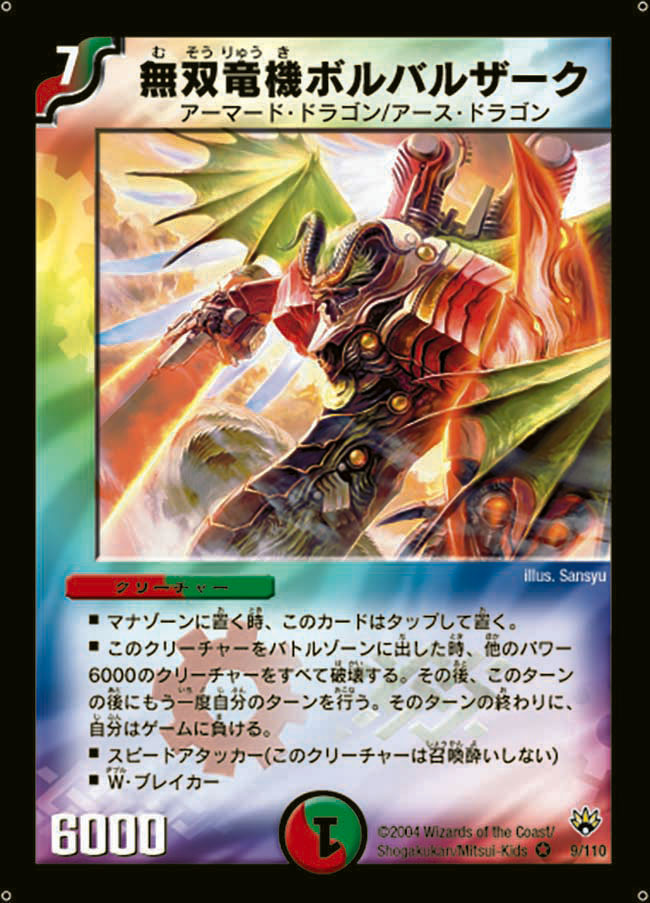 7
む そうりゅう き
無双竜機ボルバルザーク
アーマード・ドラゴン/アース・ドラゴン
illus. Sansyu
クリーチャー
■ マナゾーンに置く時、このカードはタップして置く。
■ このクリーチャーをバトルゾーンに出した時、他のパワー
6000のクリーチャーをすべて破壊する。その後、このターン
の後にもう一度自分のターンを行う。そのターンの終わりに、
自分はゲームに負ける。
■ スピードアタッカー(このクリーチャーは召喚酔いしない)
■ W・ブレイカー
6000
1
©2004 Wizards of the Coast/
Shogakukan/Mitsui-Kids
9/110